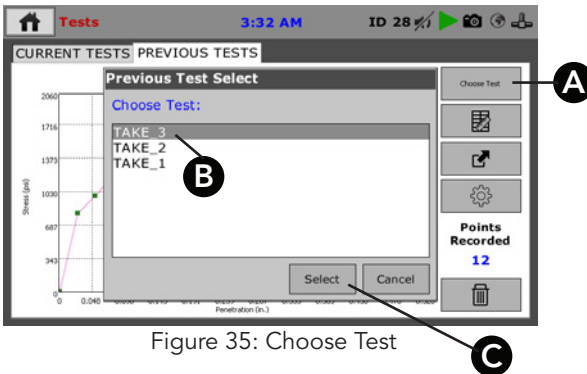 Tests 3:32 AM ID 28
CURRENT TESTS PREVIOUS TESTS
Previous Test Select
Choose Test:
TAKE_3
TAKE_2
TAKE_1
Select Cancel
Choose Test
Points
Recorded
12
Stress (psi)
2060
1716
1373
1030
687
343
0
0 0.048
Penetration (in.)
A
B
C
Figure 35: Choose Test